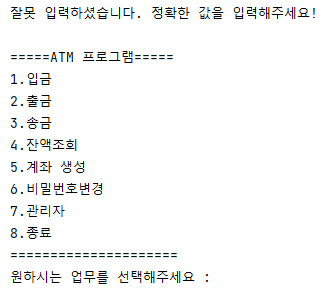 잘못 입력하셨습니다. 정확한 값을 입력해주세요!
=====ATM 프로그램=====
1.입금
2.출금
3.송금
4.잔액조회
5.계좌 생성
6.비밀번호변경
7.관리자
8.종료
=====================
원하시는 업무를 선택해주세요 :